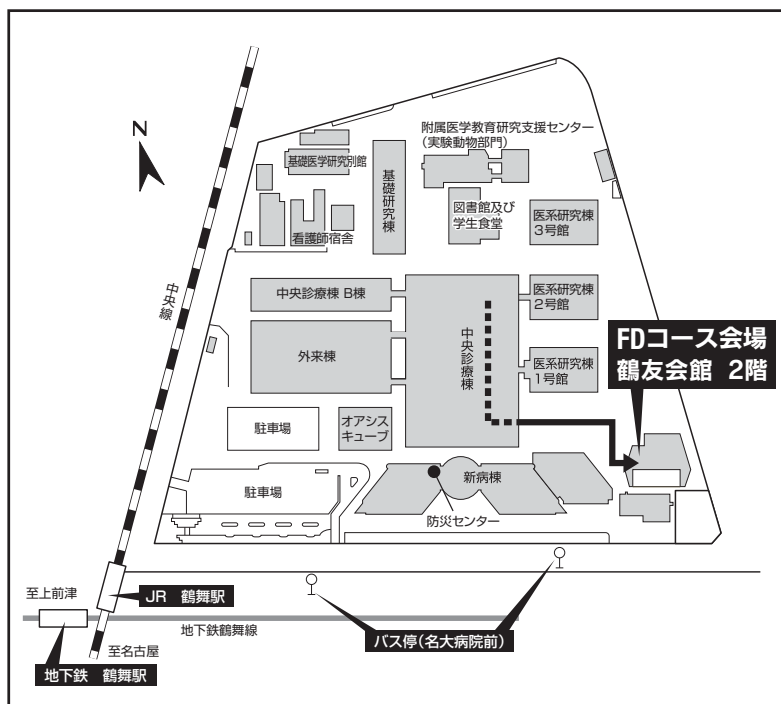 N
附属医学教育研究支援センター
（実験動物部門）
基礎医学研究別館
基礎研究棟
図書館及び
学生食堂
医系研究棟
3号館
看護師宿舎
中央線
中央診療棟 B棟
中央診療棟
医系研究棟
2号館
FDコース会場
鶴友会館 2階
外来棟
医系研究棟
1号館
駐車場
オアシス
キューブ
駐車場
新病棟
防災センター
至上前津
JR 鶴舞駅
地下鉄鶴舞線
バス停（名大病院前）
至名古屋
地下鉄 鶴舞駅